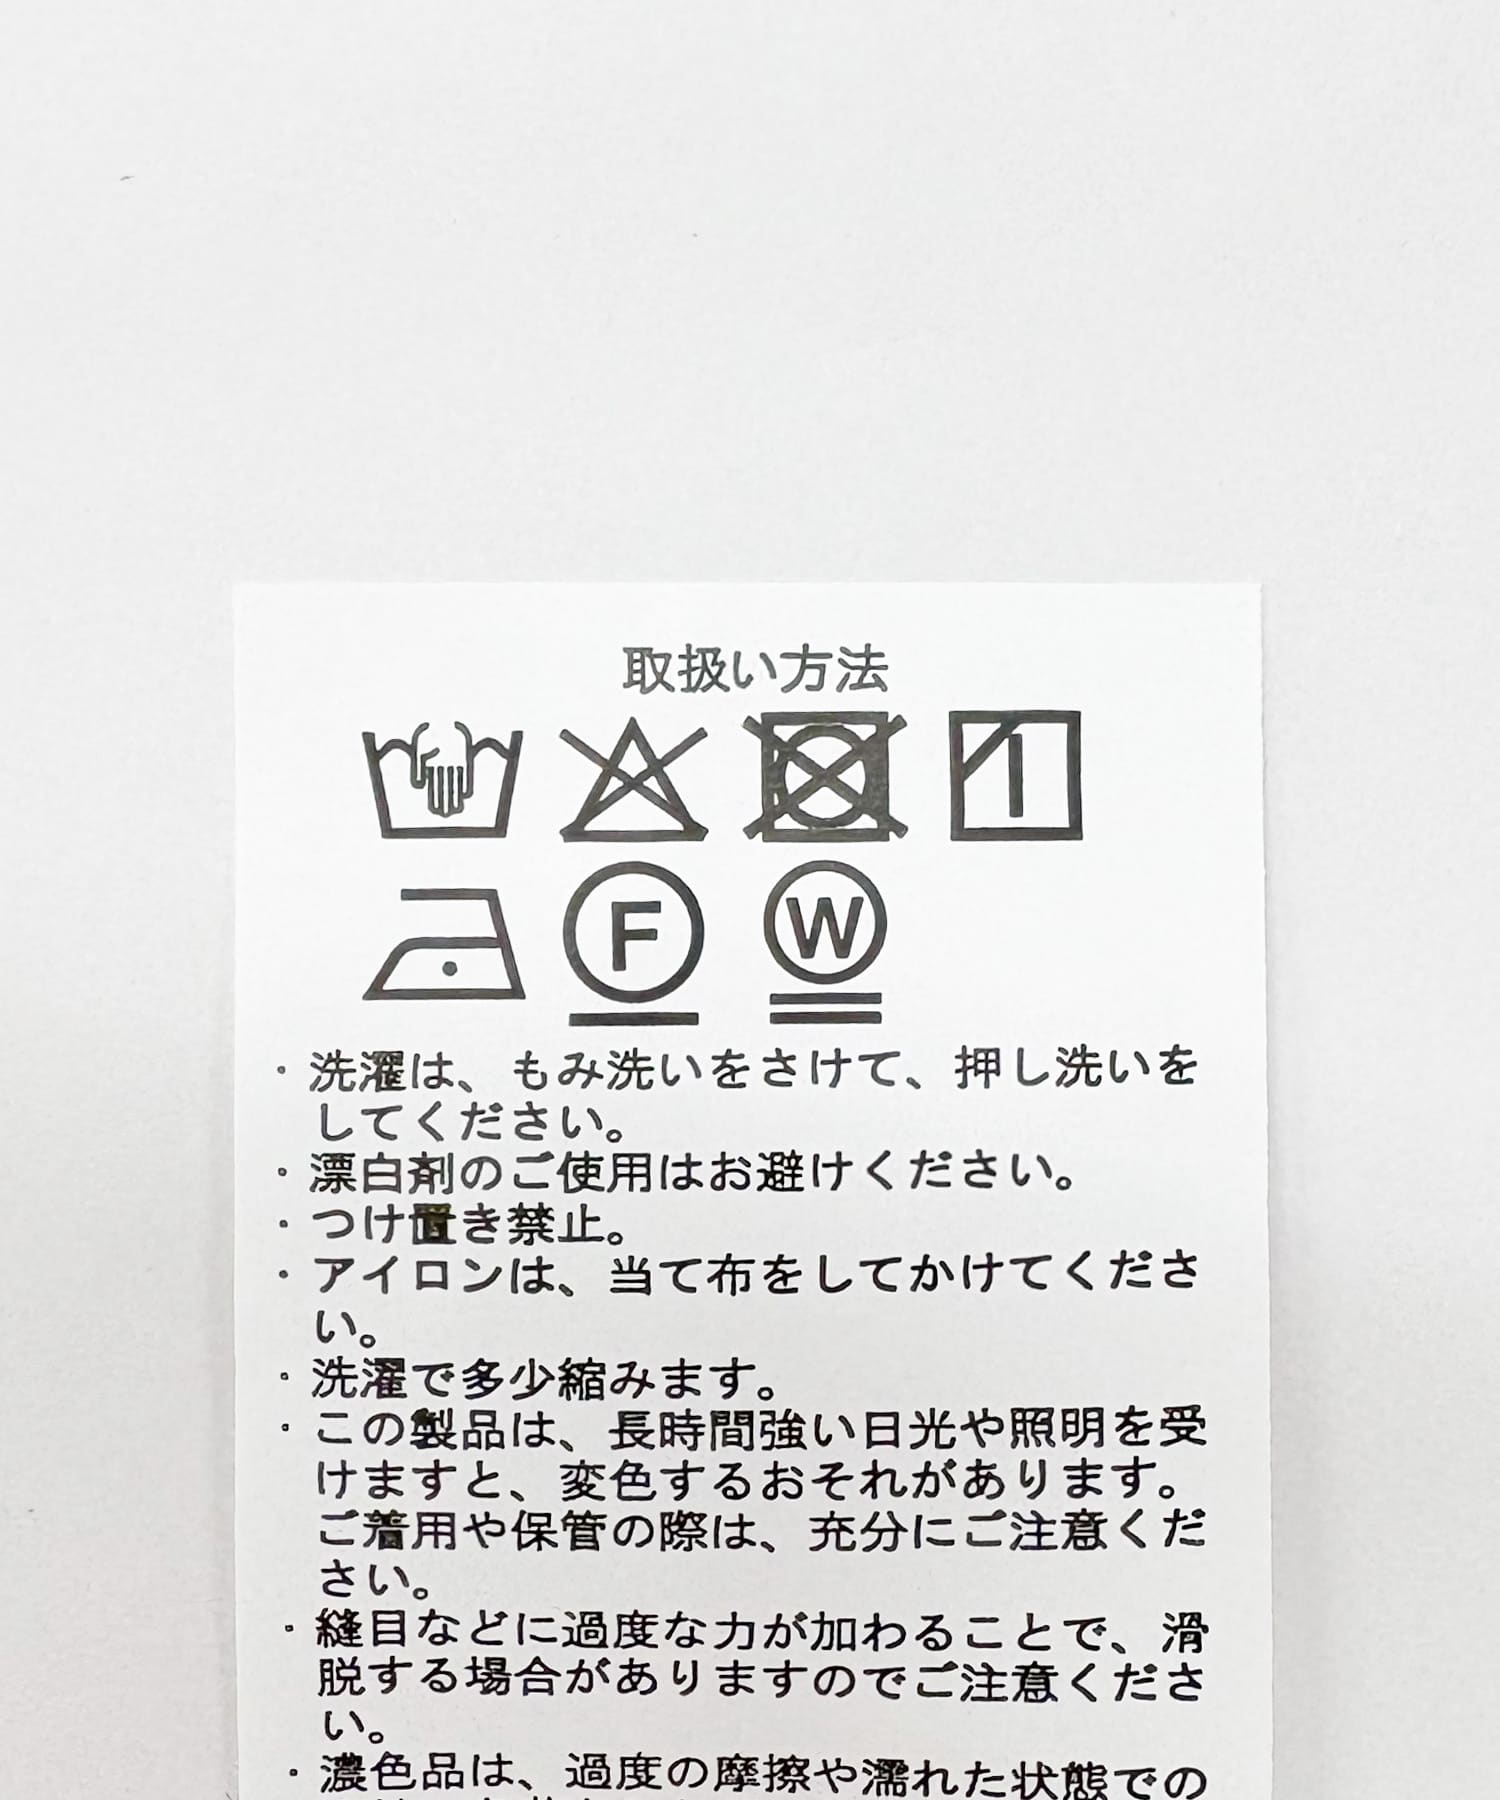 取扱い方法
F W
・洗濯は、もみ洗いをさけて、押し洗いを
してください。
・漂白剤のご使用はお避けください。
・つけ置き禁止。
・アイロンは、当て布をしてかけてくださ
い。
・洗濯で多少縮みます。
・この製品は、長時間強い日光や照明を受
けますと、変色するおそれがあります。
ご着用や保管の際は、充分にご注意くだ
さい。
・縫目などに過度な力が加わることで、滑
脱する場合がありますのでご注意くださ
い。
・濃色品は、過度の摩擦や濡れた状態での